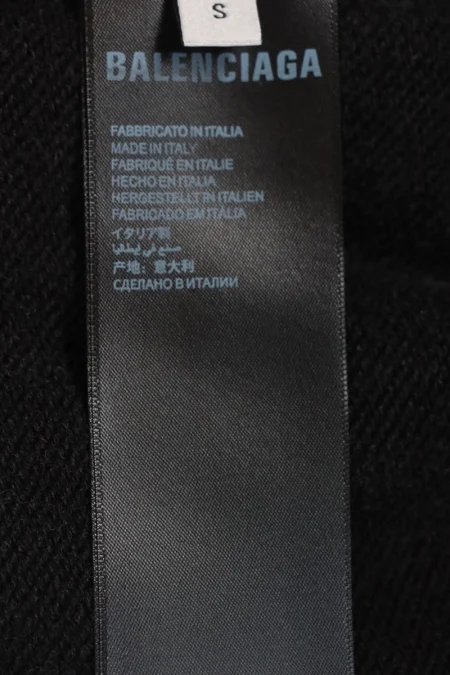 S
BALENCIAGA
FABBRICATO IN ITALIA
MADE IN ITALY
FABRIQUÉ EN ITALIE
HECHO EN ITALIA
HERGESTELLT IN ITALIEN
FABRICADO EM ITÁLIA
イタリア製
صنع في إيطاليا
产地：意大利
СДЕЛАНО В ИТАЛИИ